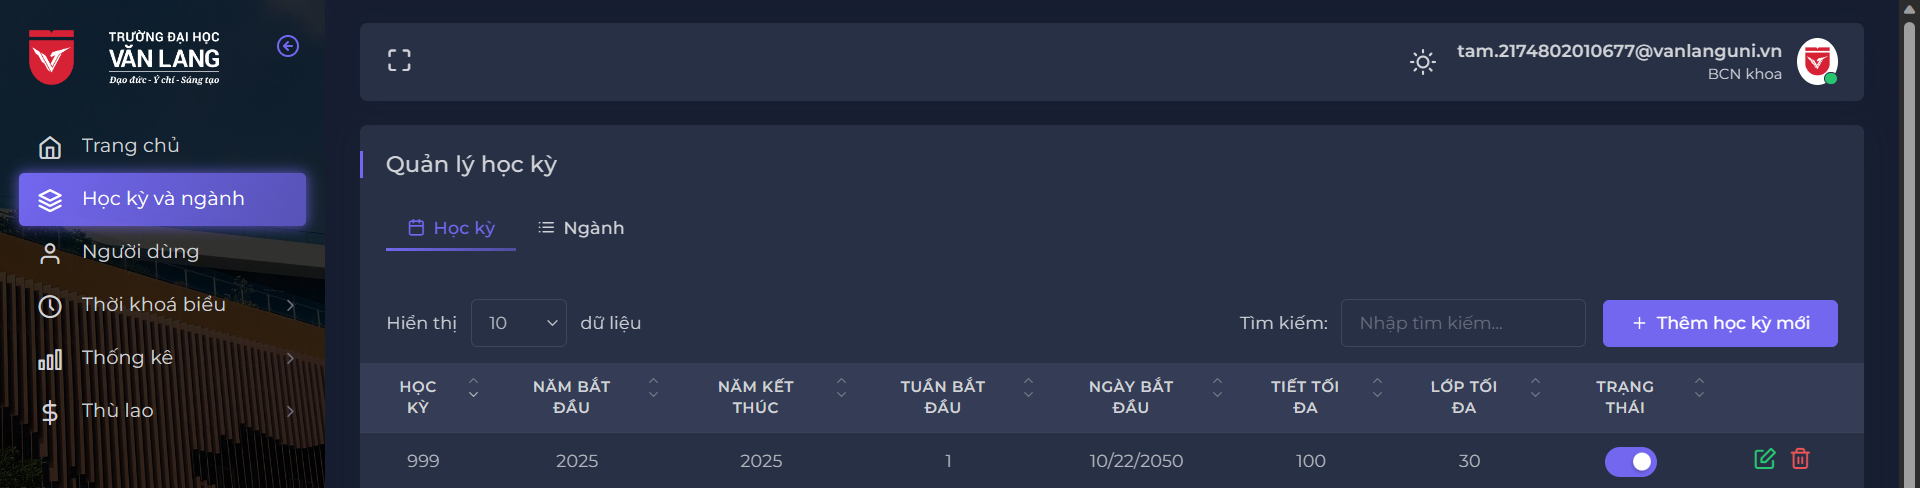 TRƯỜNG ĐẠI HỌC
VĂN LANG
Đạo đức - Ý chí - Sáng tạo
Trang chủ
Học kỳ và ngành
Người dùng
Thời khoá biểu
Thống kê
Thù lao
tam.2174802010677@vanlanguni.vn
BCN khoa
Quản lý học kỳ
Học kỳ
Ngành
Hiển thị 10 dữ liệu
Tìm kiếm: Nhập tìm kiếm...
Thêm học kỳ mới
HỌC KỲ
NĂM BẮT ĐẦU
NĂM KẾT THÚC
TUẦN BẮT ĐẦU
NGÀY BẮT ĐẦU
TIẾT TỐI ĐA
LỚP TỐI ĐA
TRẠNG THÁI
999 2025 2025 1 10/22/2050 100 30